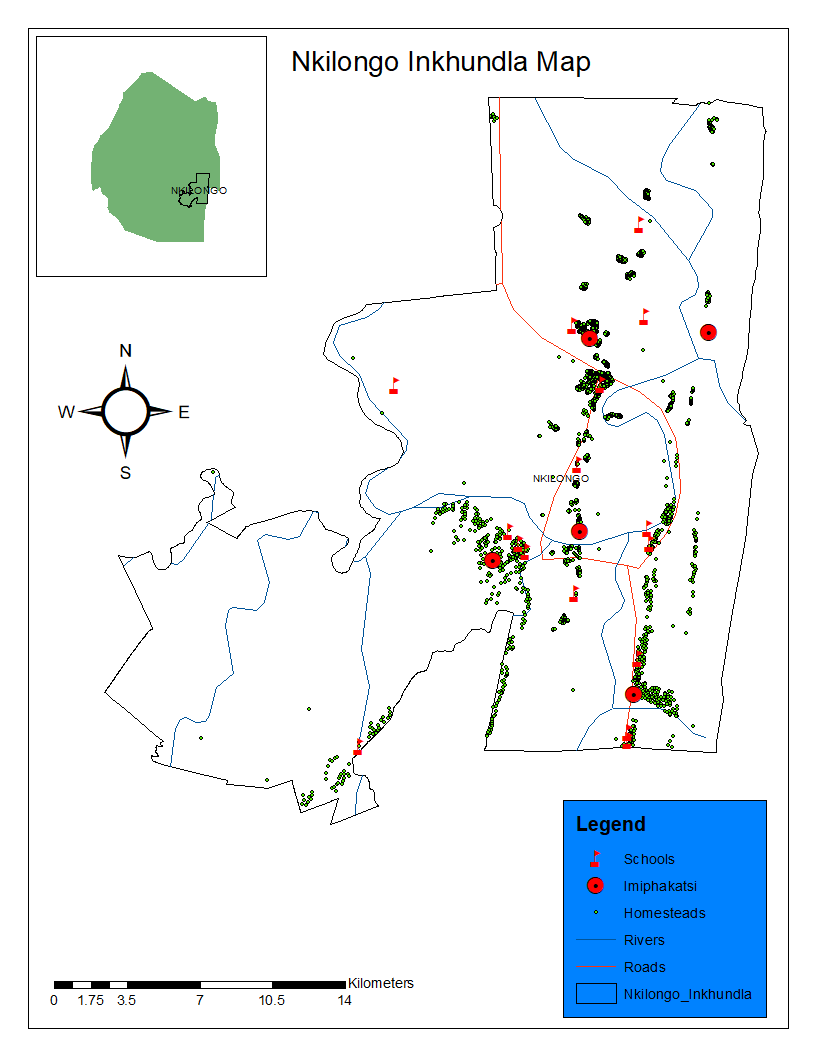 Nkilongo Inkhundla Map
NKILONGO
N
W
E
S
NKILONGO
Legend
Schools
Imiphakatsi
Homesteads
Rivers
Roads
Nkilongo_Inkhundla
Kilometers
0 1.75 3.5 7 10.5 14